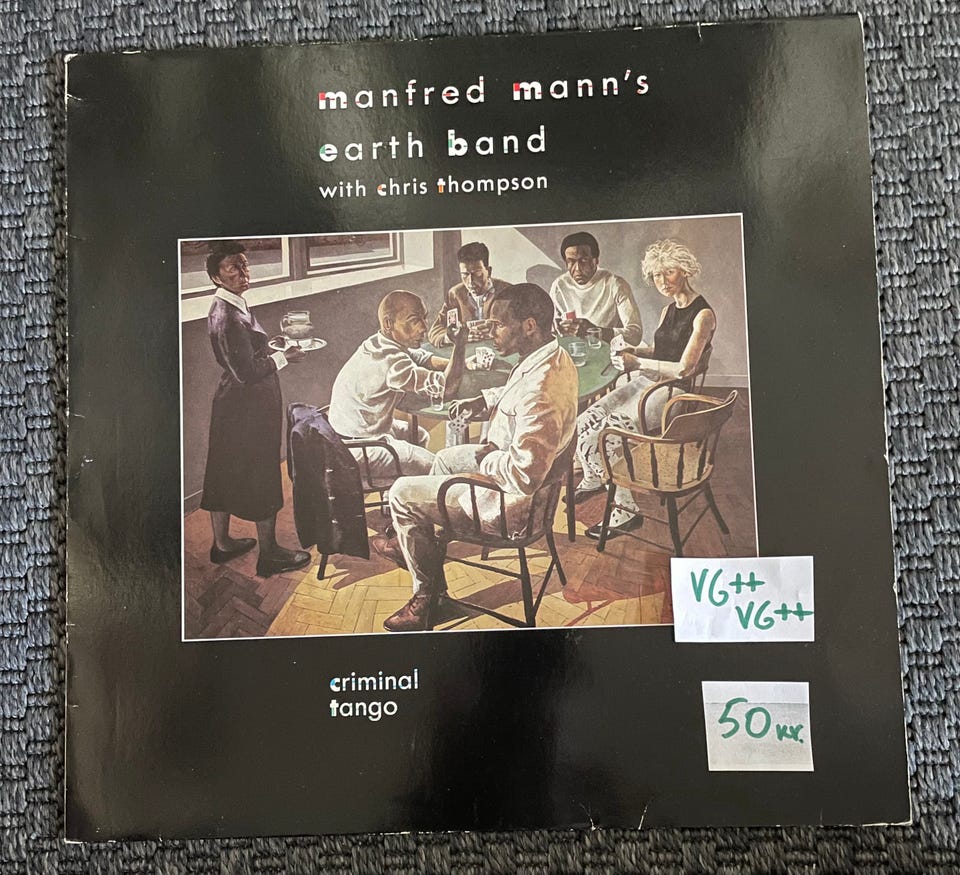 manfred mann's
earth band
with chris thompson
VG++
VG++
criminal
tango
50 kr.